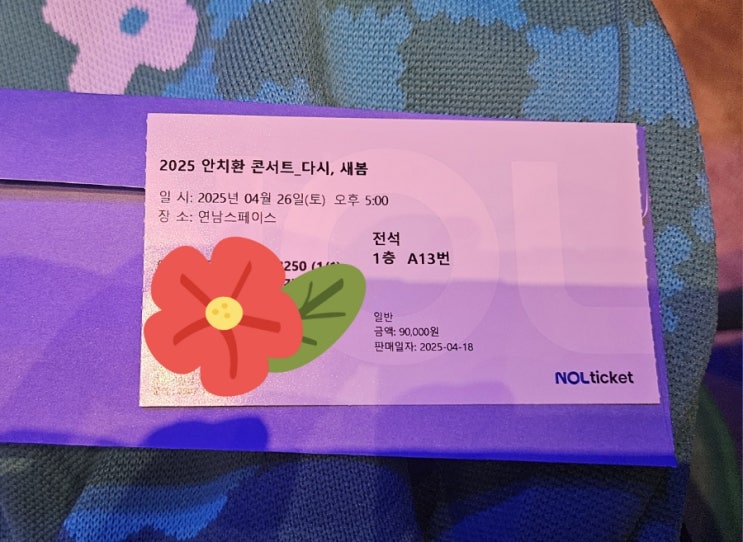 2025 안치환 콘서트_다시, 새봄
일 시: 2025년 04월 26일(토) 오후 5:00
장 소: 연남스페이스
전석
1층 A13번
250 (1/1)
일반
금액: 90,000원
판매일자: 2025-04-18
NOLticket